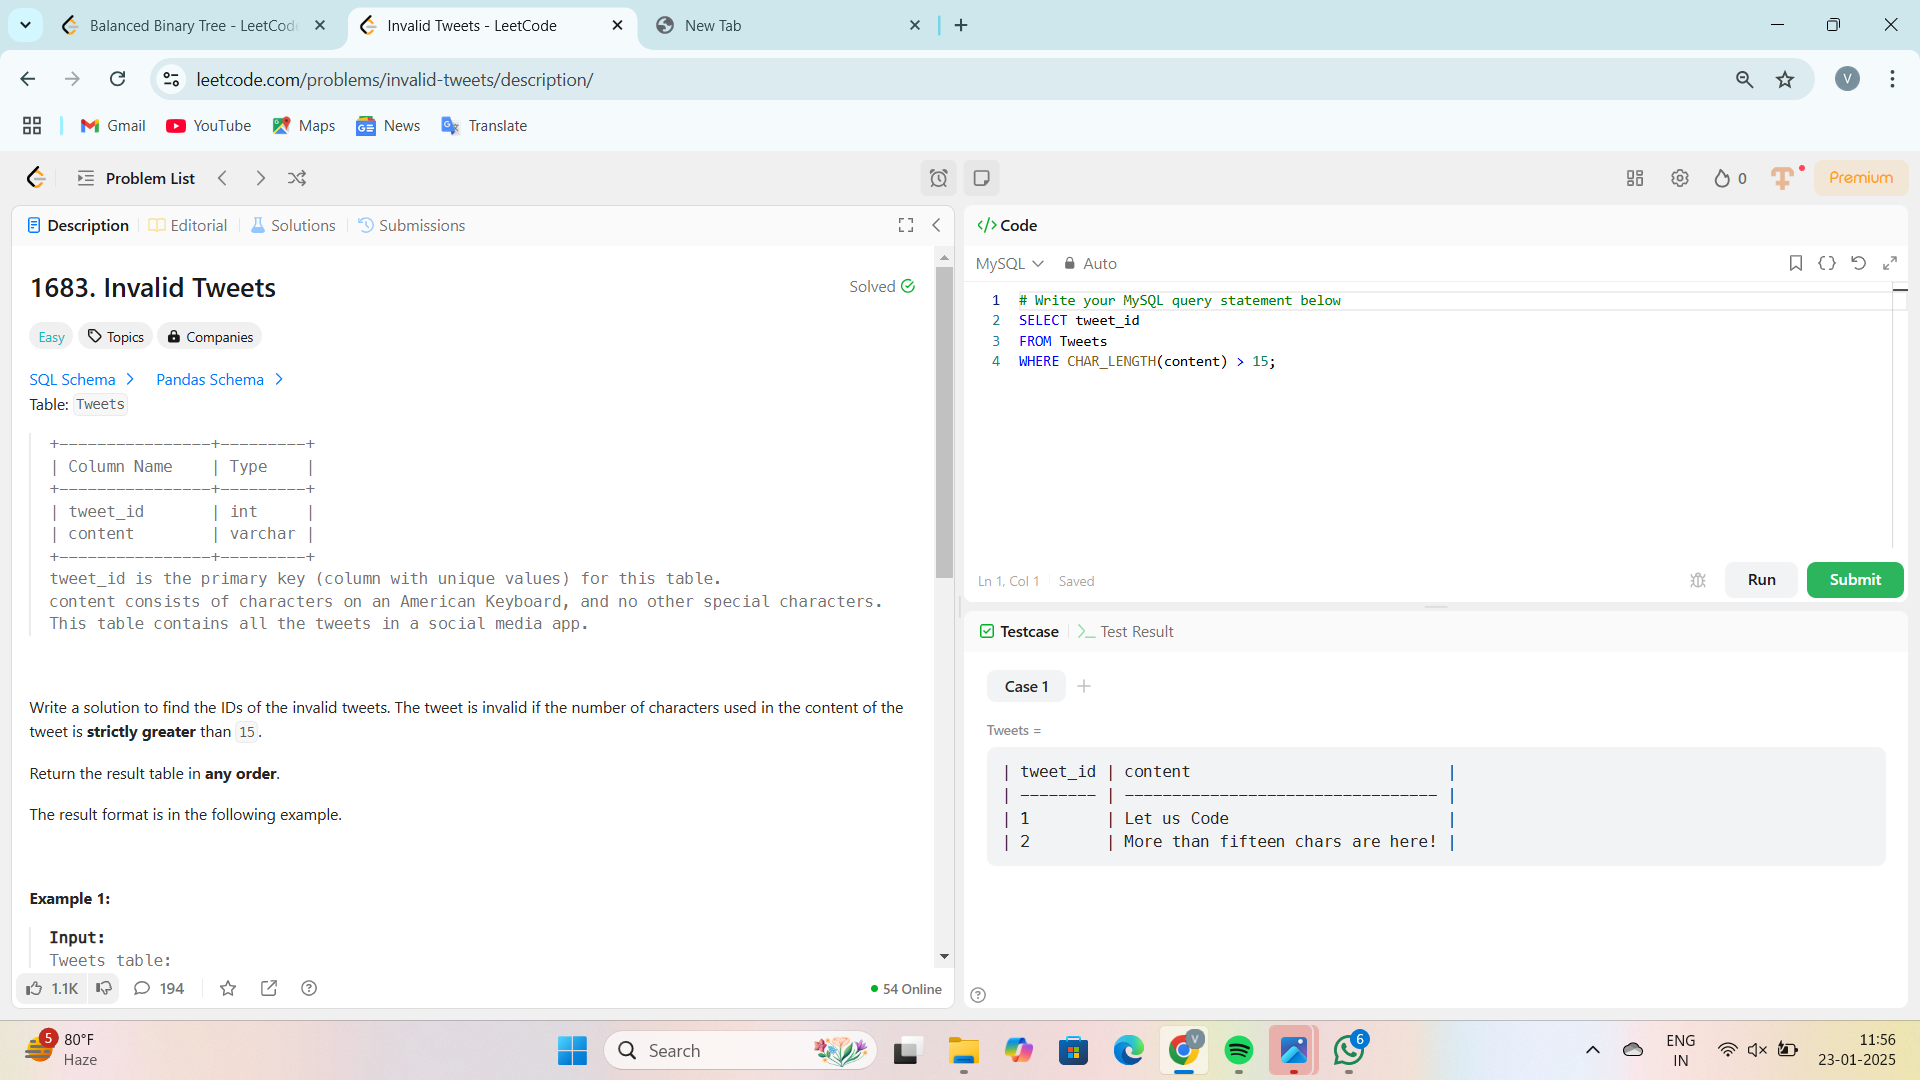 Balanced Binary Tree - LeetCod
Invalid Tweets - LeetCode
New Tab
leetcode.com/problems/invalid-tweets/description/
V
Gmail
YouTube
Maps
News
Translate
Problem List
0
Premium
Description
Editorial
Solutions
Submissions
1683. Invalid Tweets
Solved
Easy
Topics
Companies
SQL Schema
Pandas Schema
Table: Tweets
+----------------+---------+
| Column Name    | Type    |
+----------------+---------+
| tweet_id       | int     |
| content        | varchar |
+----------------+---------+
tweet_id is the primary key (column with unique values) for this table.
content consists of characters on an American Keyboard, and no other special characters.
This table contains all the tweets in a social media app.
Write a solution to find the IDs of the invalid tweets. The tweet is invalid if the number of characters used in the content of the
tweet is strictly greater than 15.
Return the result table in any order.
The result format is in the following example.
Example 1:
Input:
Tweets table:
1.1K
194
54 Online
Code
MySQL
Auto
1 # Write your MySQL query statement below
2 SELECT tweet_id
3 FROM Tweets
4 WHERE CHAR_LENGTH(content) > 15;
Ln 1, Col 1
Saved
Run
Submit
Testcase
Test Result
Case 1
Tweets =
| tweet_id | content                           |
| -------- | --------------------------------- |
| 1        | Let us Code                       |
| 2        | More than fifteen chars are here! |
5
80°F
Haze
Search
V
6
ENG
IN
11:56
23-01-2025